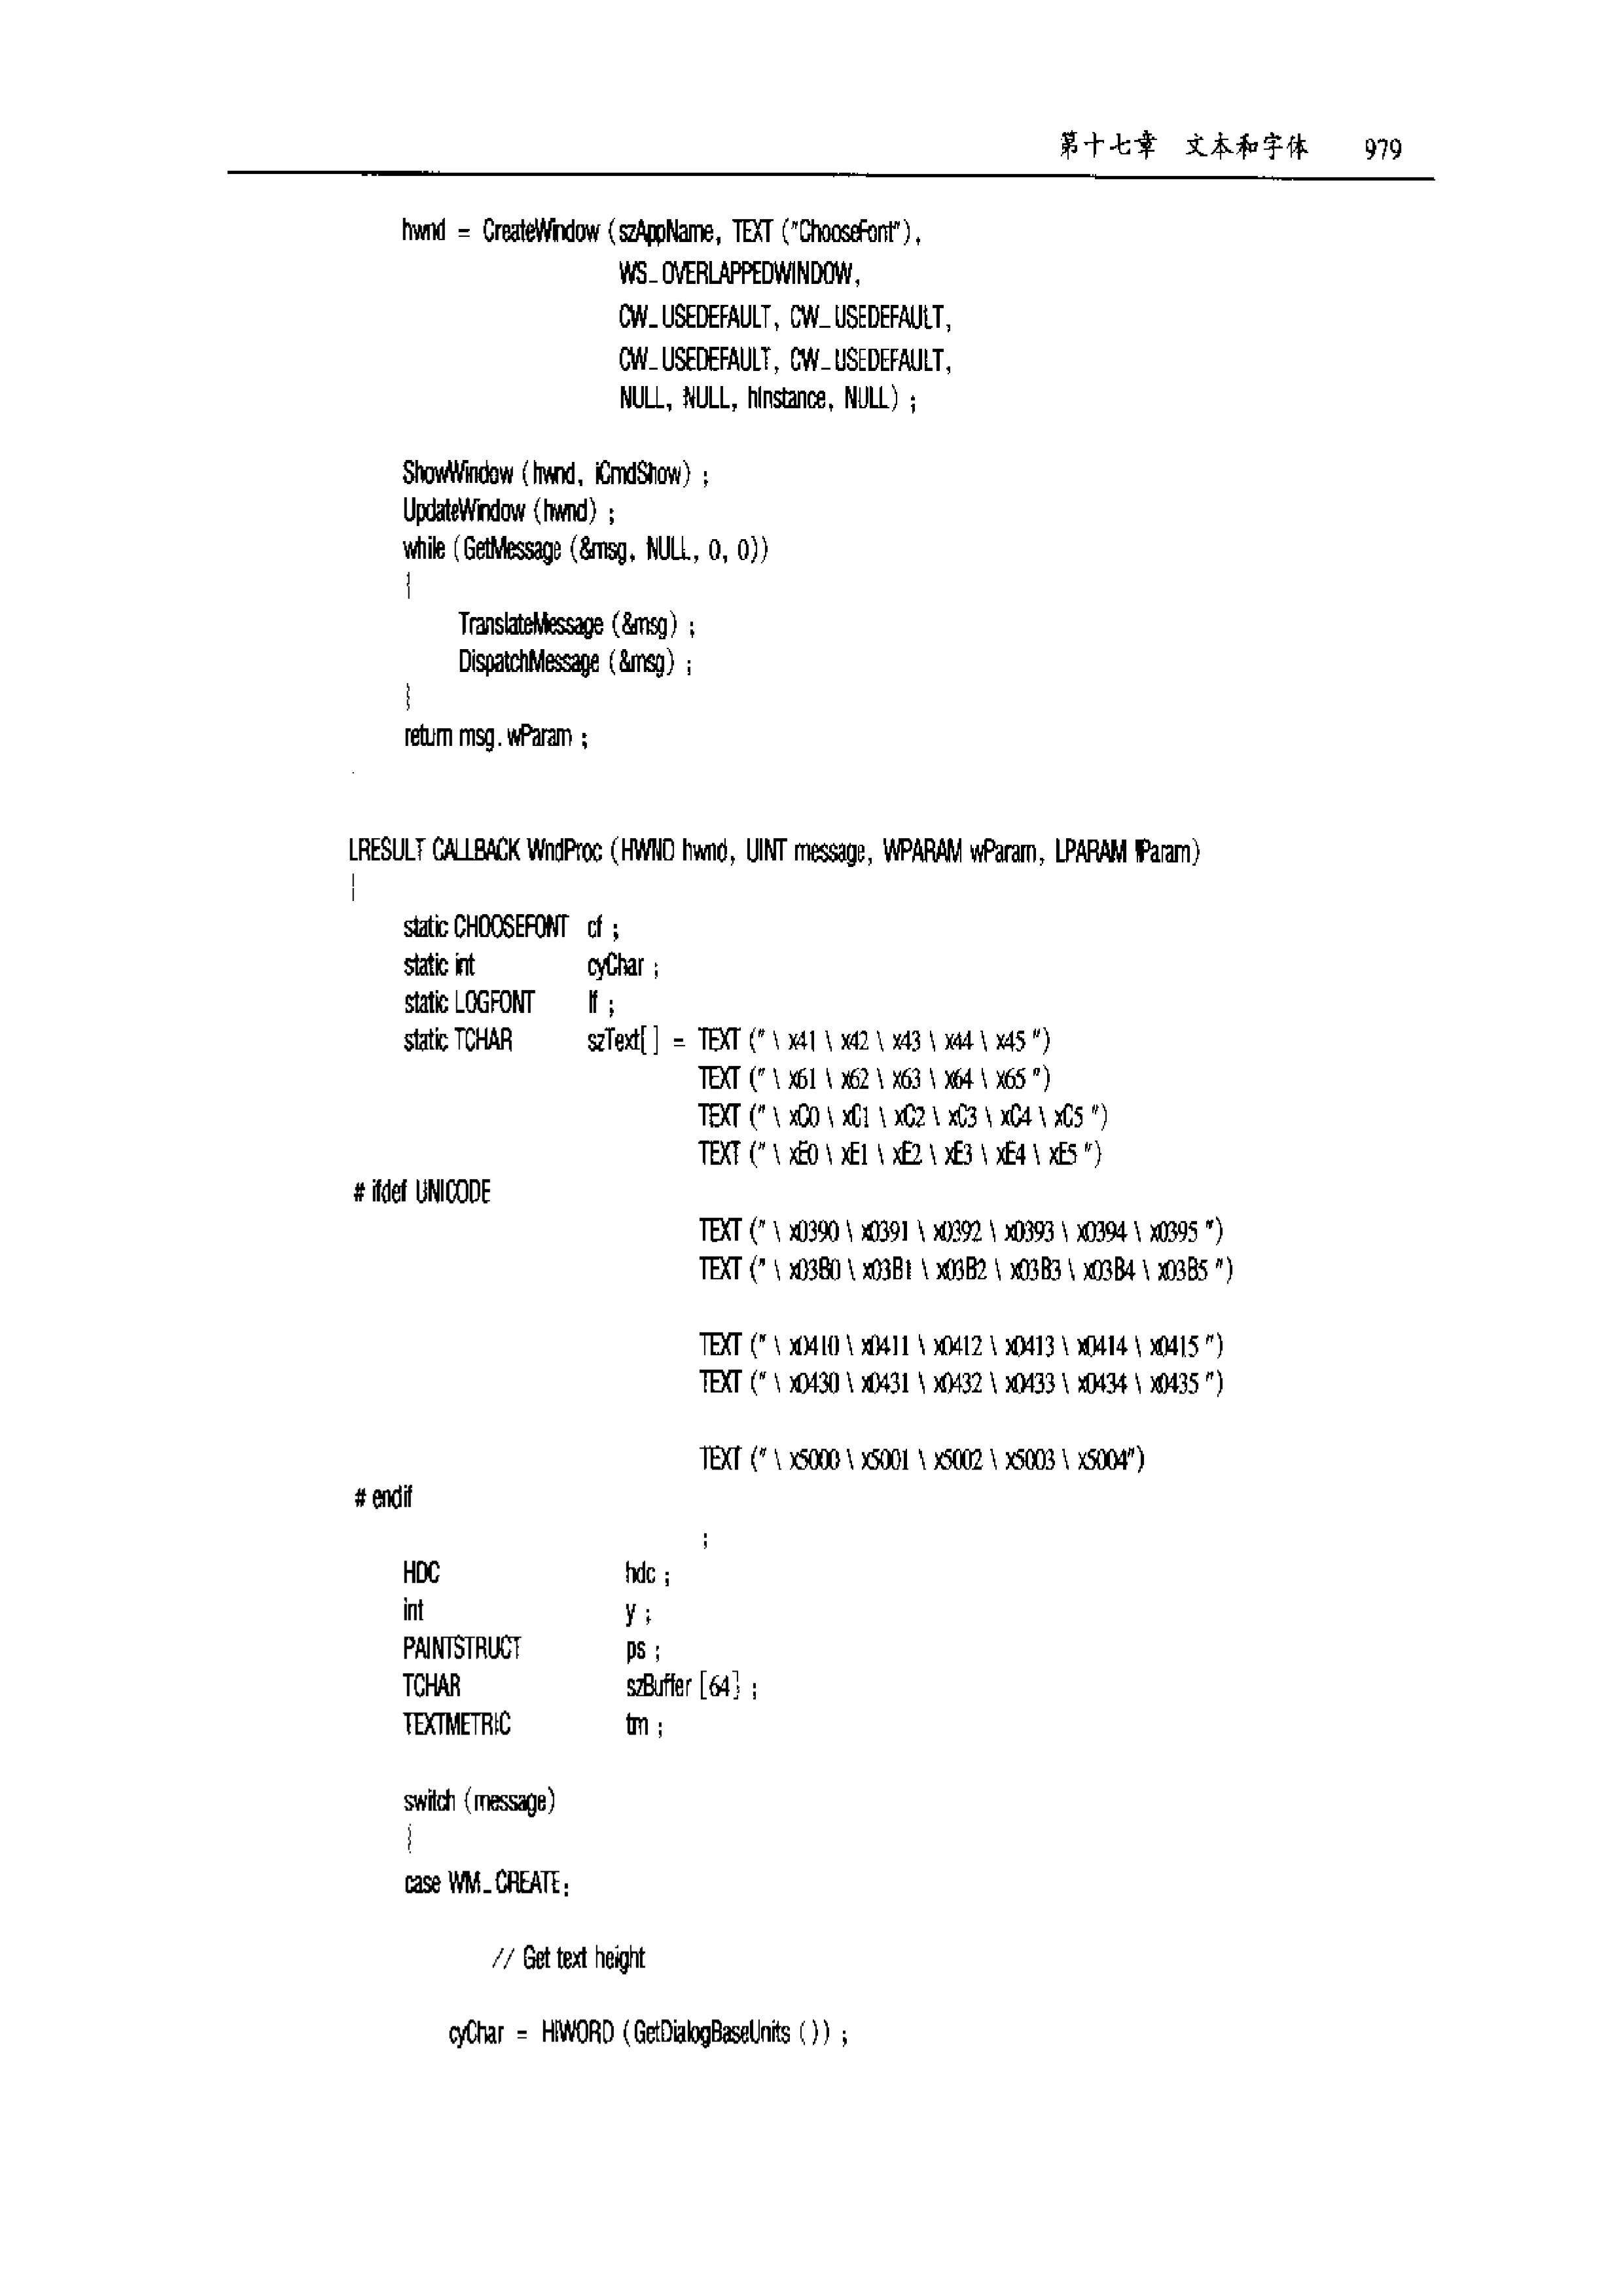 第十七章 文本和字体 979
hwnd = CreateWindow (szAppName, TEXT ("ChooseFont"),
WS_OVERLAPPEDWINDOW,
CW_USEDEFAULT, CW_USEDEFAULT,
CW_USEDEFAULT, CW_USEDEFAULT,
NULL, NULL, hInstance, NULL) ;
ShowWindow (hwnd, iCmdShow) ;
UpdateWindow (hwnd) ;
while (GetMessage (&msg, NULL, 0, 0))
{
TranslateMessage (&msg) ;
DispatchMessage (&msg) ;
}
return msg.wParam ;
LRESULT CALLBACK WndProc (HWND hwnd, UINT message, WPARAM wParam, LPARAM lParam)
{
static CHOOSEFONT cf ;
static int cyChar ;
static LOGFONT lf ;
static TCHAR szText[ ] = TEXT (" \ x41 \ x42 \ x43 \ x44 \ x45 ")
TEXT (" \ x61 \ x62 \ x63 \ x64 \ x65 ")
TEXT (" \ xC0 \ xC1 \ xC2 \ xC3 \ xC4 \ xC5 ")
TEXT (" \ xE0 \ xE1 \ xE2 \ xE3 \ xE4 \ xE5 ")
# ifdef UNICODE
TEXT (" \ x0390 \ x0391 \ x0392 \ x0393 \ x0394 \ x0395 ")
TEXT (" \ x03B0 \ x03B1 \ x03B2 \ x03B3 \ x03B4 \ x03B5 ")
TEXT (" \ x0410 \ x0411 \ x0412 \ x0413 \ x0414 \ x0415 ")
TEXT (" \ x0430 \ x0431 \ x0432 \ x0433 \ x0434 \ x0435 ")
TEXT (" \ x5000 \ x5001 \ x5002 \ x5003 \ x5004")
# endif
;
HDC hdc ;
int y ;
PAINTSTRUCT ps ;
TCHAR szBuffer [64] ;
TEXTMETRIC tm ;
switch (message)
{
case WM_CREATE:
// Get text height
cyChar = HIWORD (GetDialogBaseUnits ()) ;